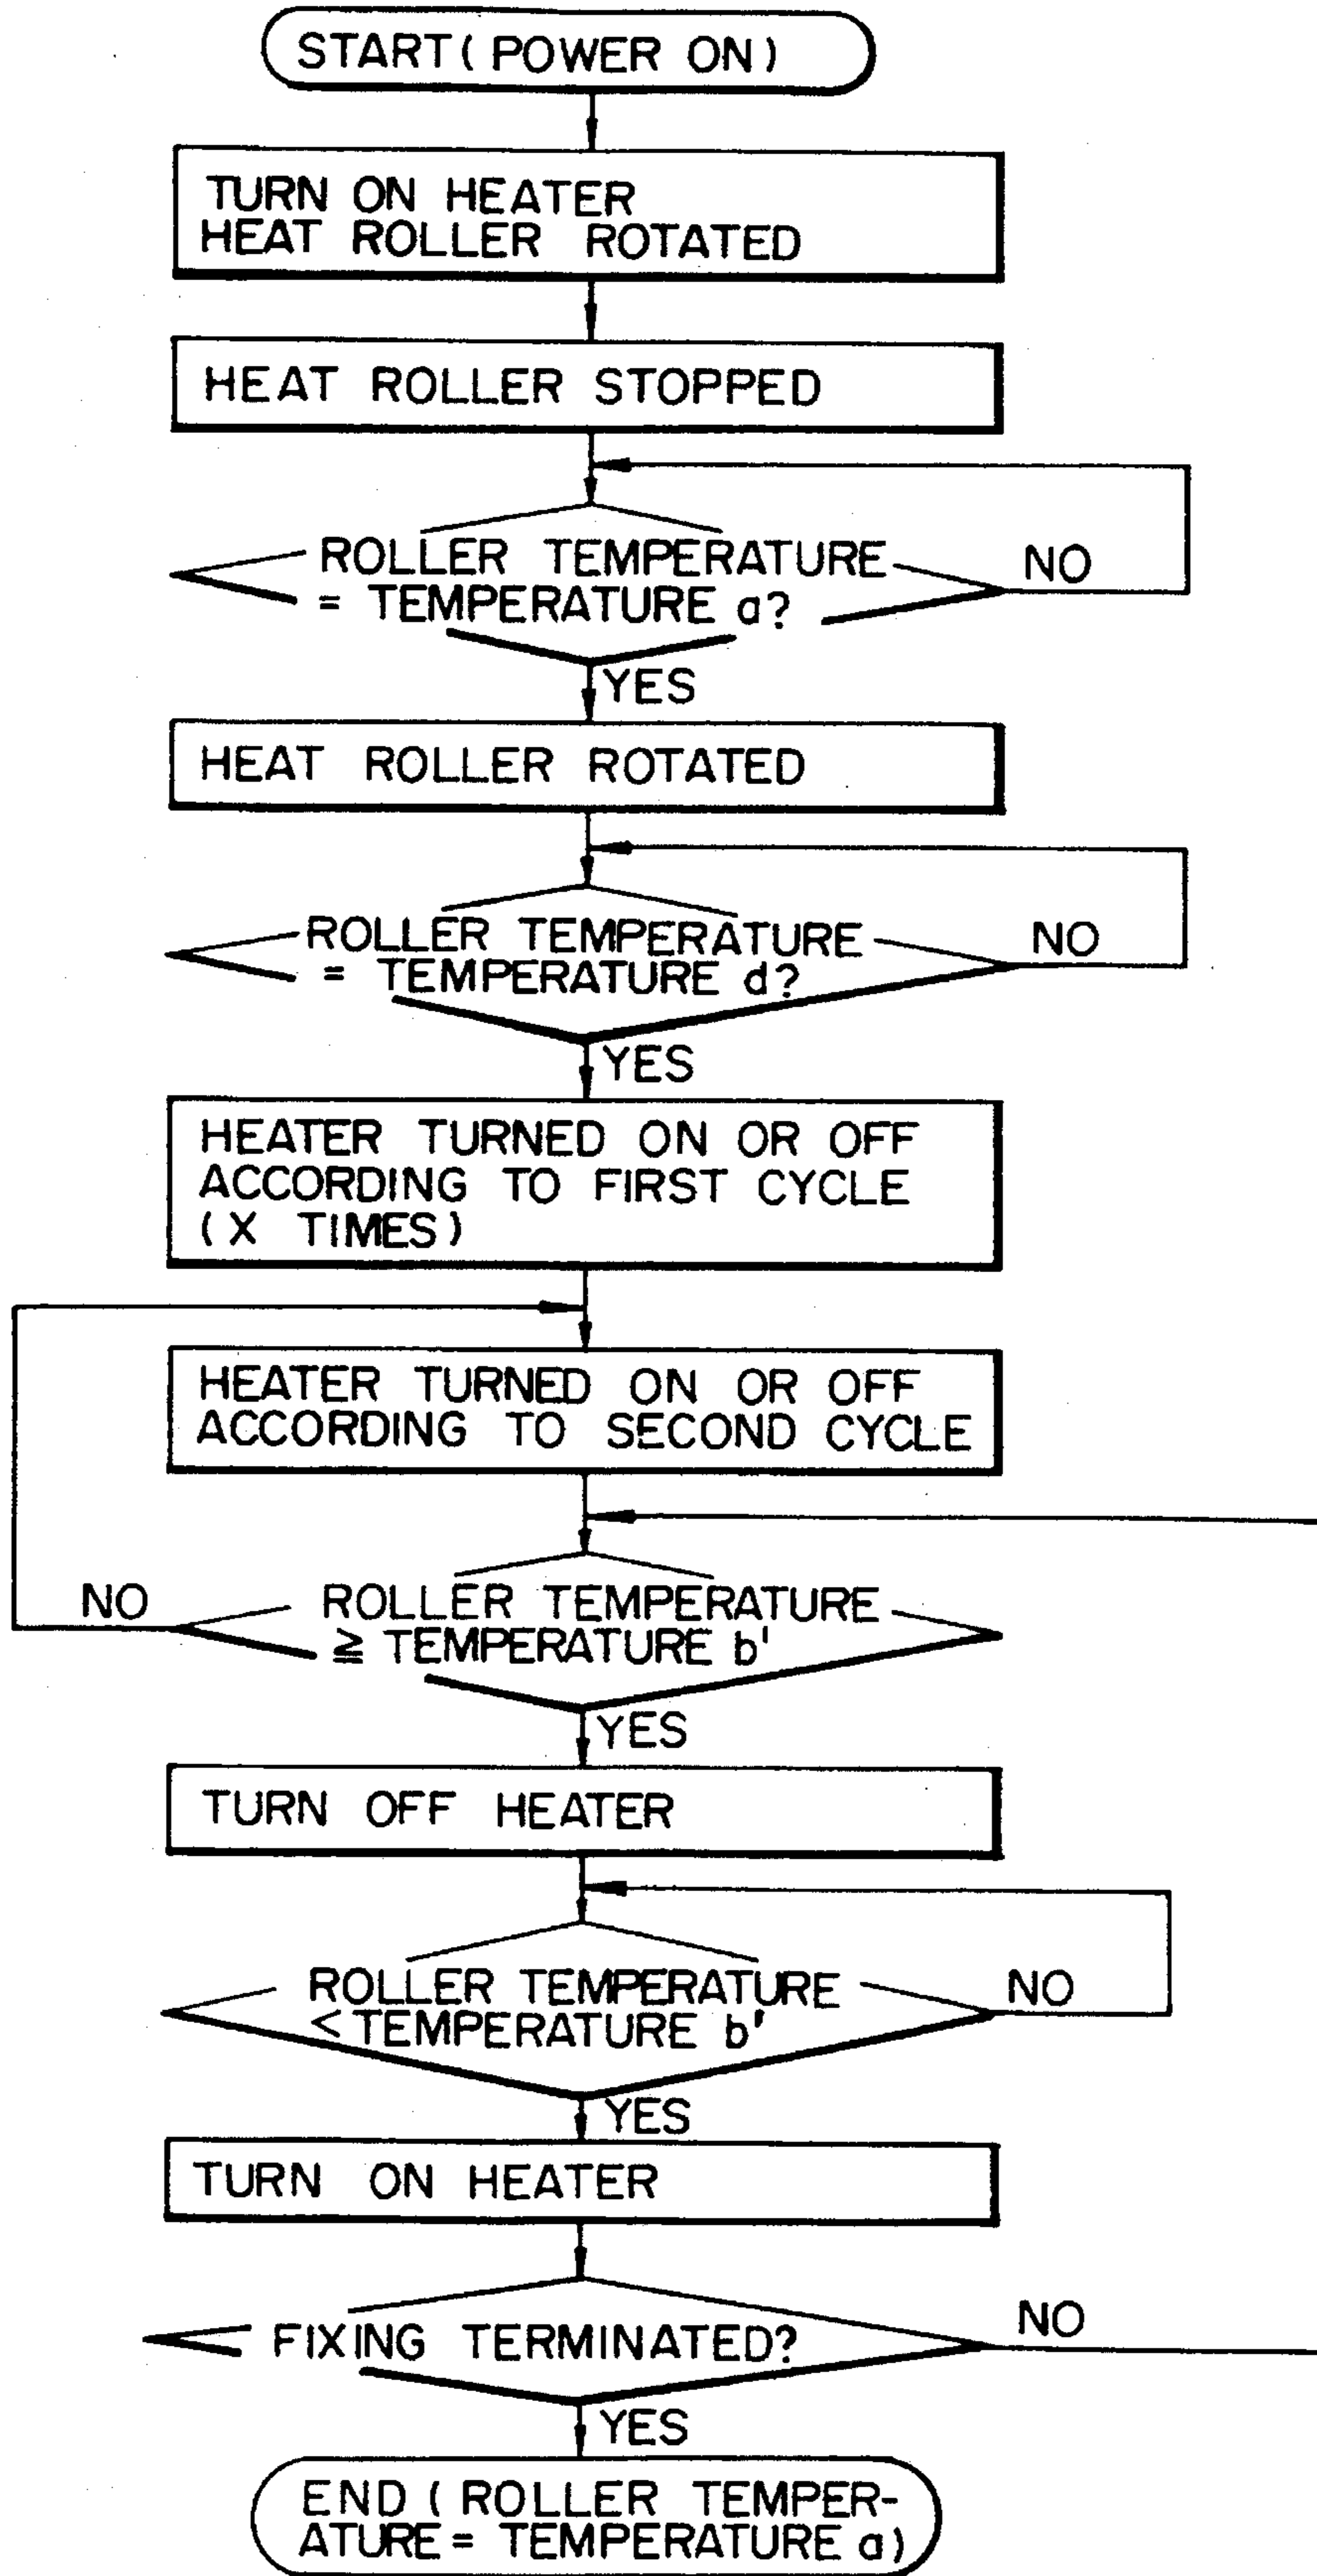 START ( POWER ON )
TURN ON HEATER
HEAT ROLLER ROTATED
HEAT ROLLER STOPPED
ROLLER TEMPERATURE
= TEMPERATURE a?
NO
YES
HEAT ROLLER ROTATED
ROLLER TEMPERATURE
= TEMPERATURE d?
NO
YES
HEATER TURNED ON OR OFF
ACCORDING TO FIRST CYCLE
( X TIMES )
HEATER TURNED ON OR OFF
ACCORDING TO SECOND CYCLE
NO
ROLLER TEMPERATURE
≧ TEMPERATURE b'
YES
TURN OFF HEATER
ROLLER TEMPERATURE
< TEMPERATURE b'
NO
YES
TURN ON HEATER
FIXING TERMINATED?
NO
YES
END ( ROLLER TEMPER-
ATURE = TEMPERATURE a )